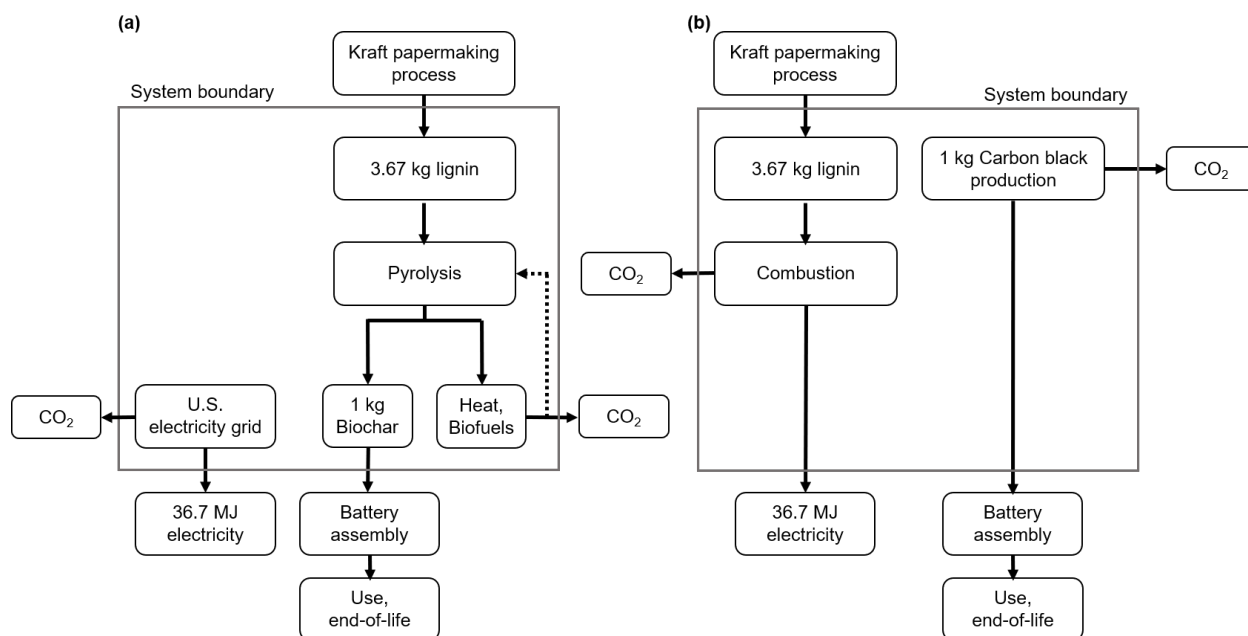 (a)
Kraft papermaking
process
System boundary
3.67 kg lignin
Pyrolysis
CO₂
U.S.
electricity grid
1 kg
Biochar
Heat,
Biofuels
CO₂
36.7 MJ
electricity
Battery
assembly
Use,
end-of-life
(b)
Kraft papermaking
process
System boundary
3.67 kg lignin
1 kg Carbon black
production
CO₂
CO₂
Combustion
36.7 MJ
electricity
Battery
assembly
Use,
end-of-life